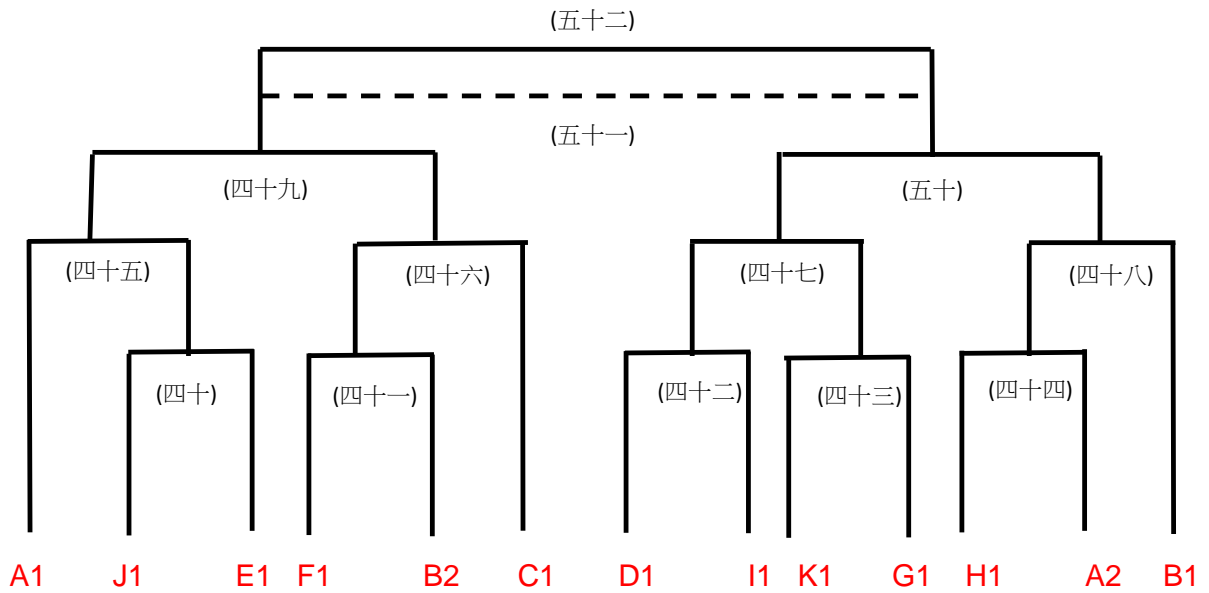 (五十二)
(五十一)
(四十九) (五十)
(四十五) (四十六) (四十七) (四十八)
(四十) (四十一) (四十二) (四十三) (四十四)
A1 J1 E1 F1 B2 C1 D1 I1 K1 G1 H1 A2 B1